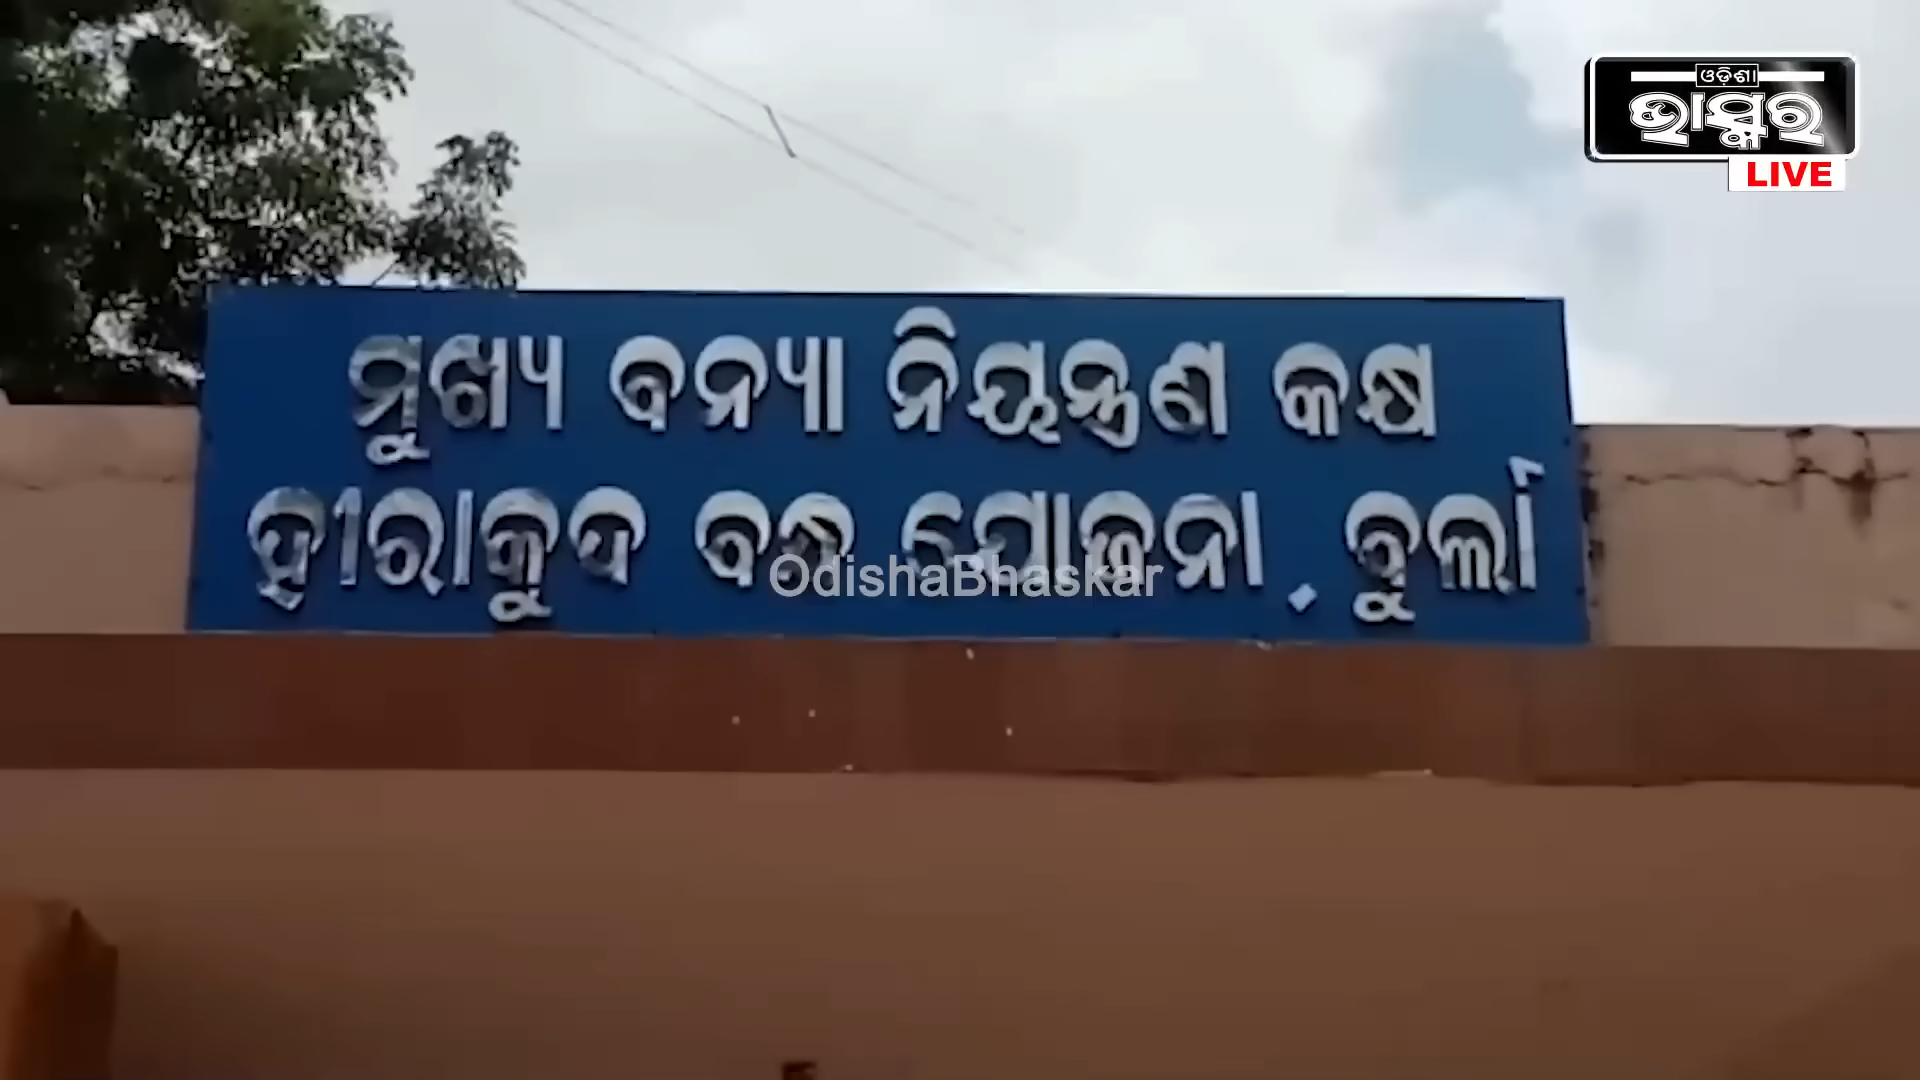 ଓଡ଼ିଶା
ଭାସ୍କର
LIVE
ମୁଖ୍ୟ ବନ୍ୟା ନିୟନ୍ତ୍ରଣ କକ୍ଷ
ହୀରାକୁଦ ବନ୍ଧ ଯୋଜନା , ବୁର୍ଲା
OdishaBhaskar